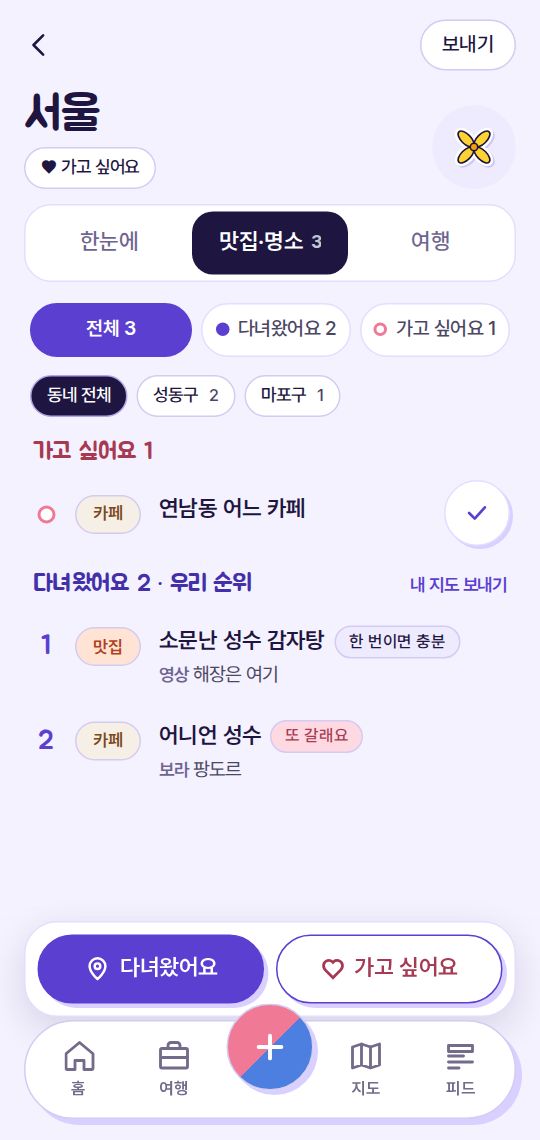 보내기
서울
가고 싶어요
한눈에 맛집·명소 3 여행
전체 3 다녀왔어요 2 가고 싶어요 1
동네 전체 성동구 2 마포구 1
가고 싶어요 1
카페 연남동 어느 카페
다녀왔어요 2 · 우리 순위 내 지도 보내기
1 맛집 소문난 성수 감자탕 한 번이면 충분
영상 해장은 여기
2 카페 어니언 성수 또 갈래요
보라 팡도르
다녀왔어요 가고 싶어요
홈 여행 지도 피드